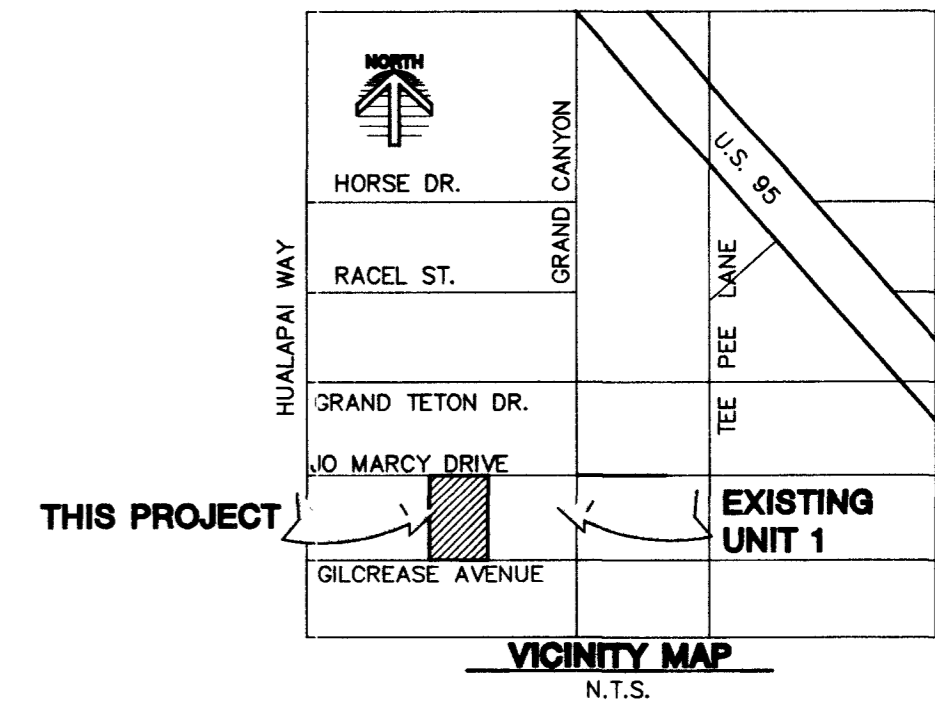 NORTH
HORSE DR.
GRAND CANYON
U.S. 95
HUALAPAI WAY
RACEL ST.
TEE PEE LANE
GRAND TETON DR.
JO MARCY DRIVE
THIS PROJECT
EXISTING
UNIT 1
GILCREASE AVENUE
VICINITY MAP
N.T.S.